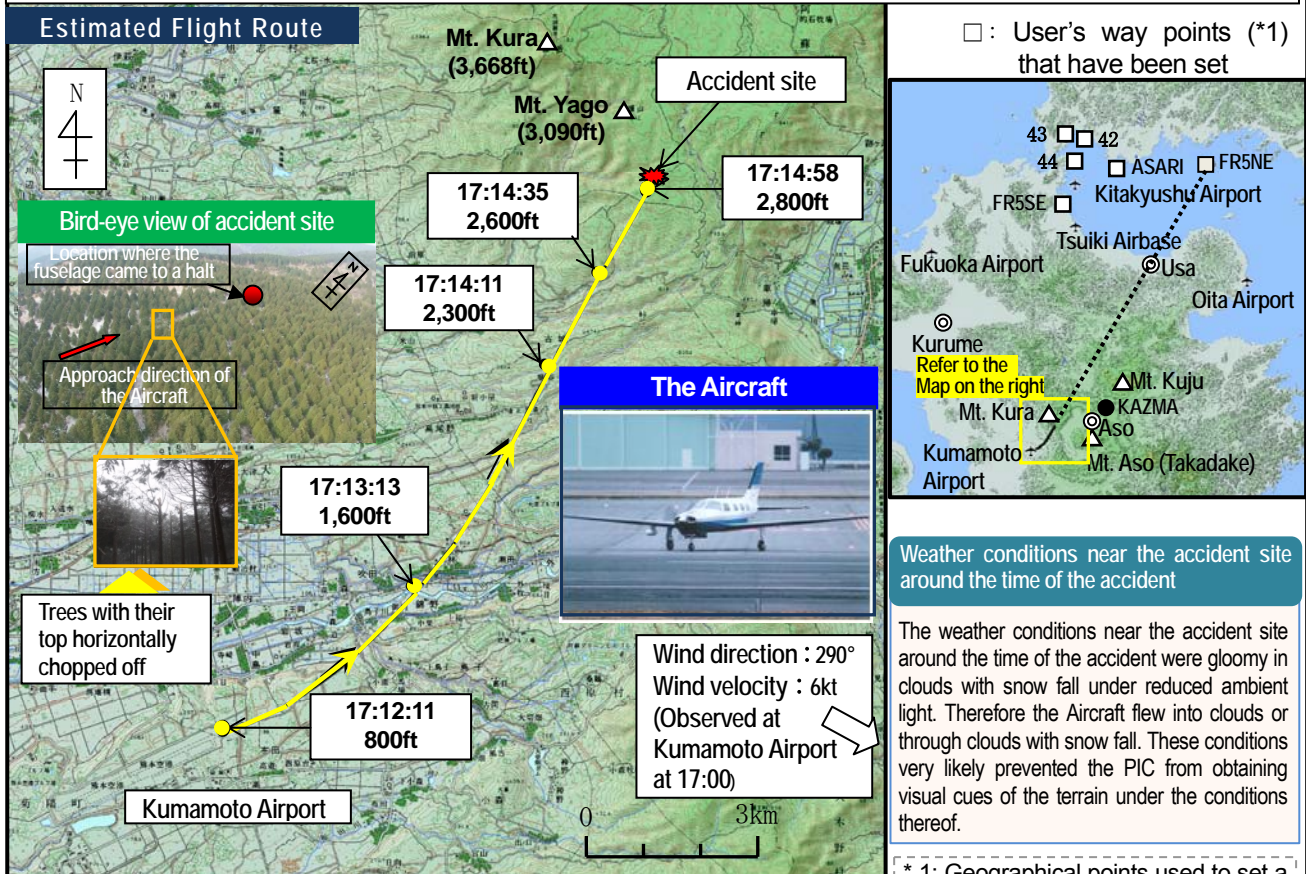 Estimated Flight Route
N
Mt. Kura
(3,668ft)
Mt. Yago
(3,090ft)
Accident site
17:14:58
2,800ft
17:14:35
2,600ft
17:14:11
2,300ft
17:13:13
1,600ft
17:12:11
800ft
Kumamoto Airport
Bird-eye view of accident site
Location where the
fuselage came to a halt
N
Approach direction of
the Aircraft
Trees with their
top horizontally
chopped off
The Aircraft
Wind direction：290°
Wind velocity：6kt
(Observed at
Kumamoto Airport
at 17:00)
0 3km
□: User's way points (*1)
that have been set
43
42
44
ASARI
FR5NE
Kitakyushu Airport
FR5SE
Tsuiki Airbase
Fukuoka Airport
Usa
Oita Airport
Kurume
Refer to the
Map on the right
Mt. Kuju
Mt. Kura
KAZMA
Aso
Kumamoto
Airport
Mt. Aso (Takadake)
Weather conditions near the accident site
around the time of the accident
The weather conditions near the accident site
around the time of the accident were gloomy in
clouds with snow fall under reduced ambient
light. Therefore the Aircraft flew into clouds or
through clouds with snow fall. These conditions
very likely prevented the PIC from obtaining
visual cues of the terrain under the conditions
thereof.
* 1: Geographical points used to set a